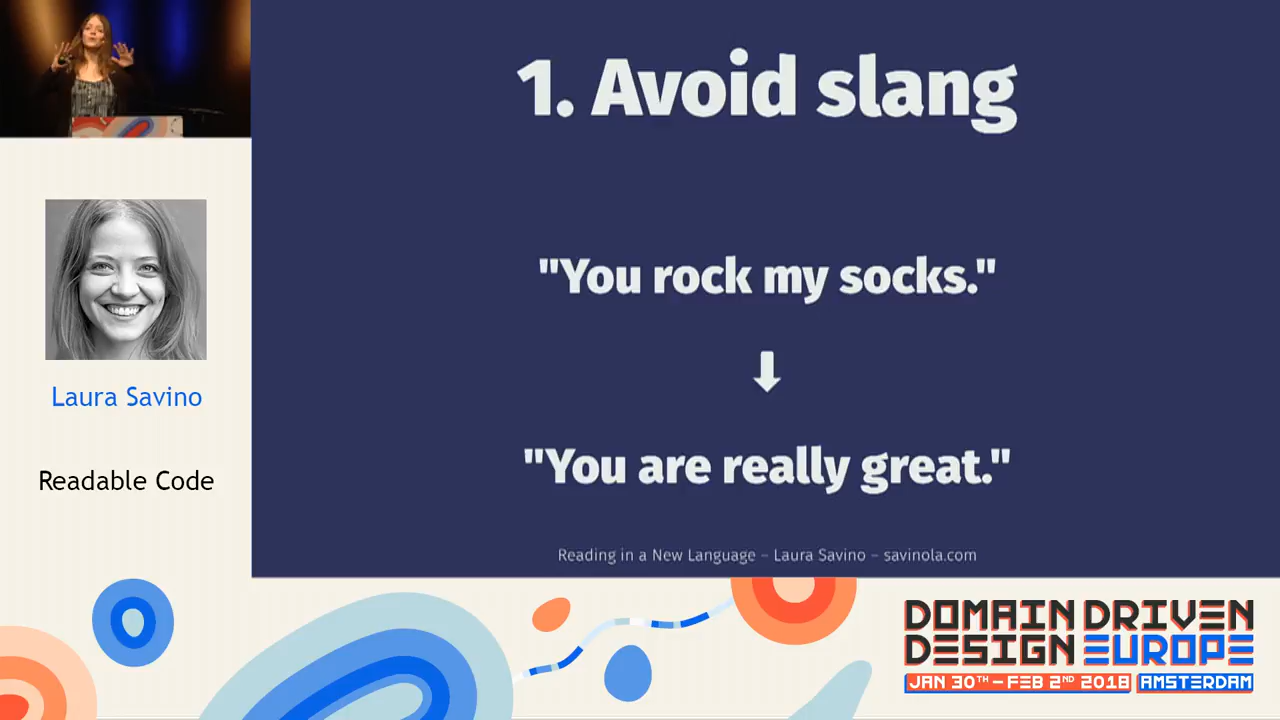 1. Avoid slang
"You rock my socks."
"You are really great."
Reading in a New Language – Laura Savino – savinola.com
Laura Savino
Readable Code
DOMAIN DRIVEN
DESIGN EUROPE
JAN 30TH – FEB 2ND 2018 AMSTERDAM